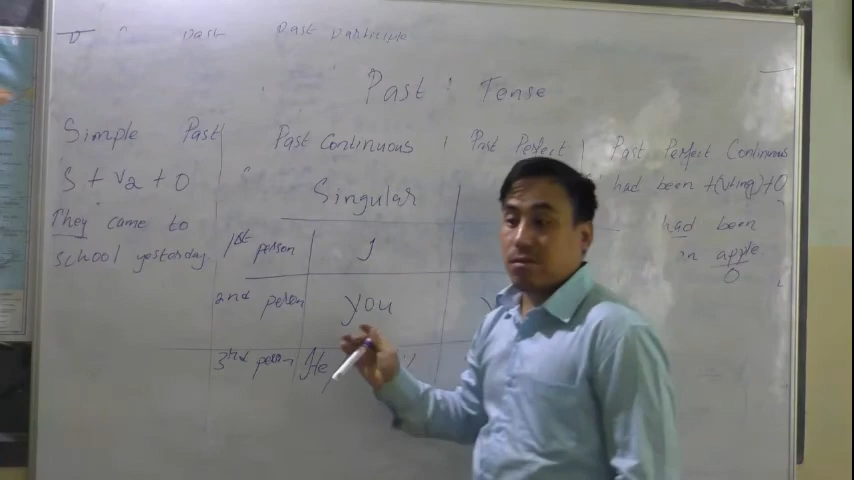 past past participle
Past : Tense
Simple Past Past Continuous Past Perfect Past Perfect Continuous
S + V2 + O Singular had been +(V+ing)+O
They came to had been
school yesterday 1st person I apple
O
2nd person you
3rd person He